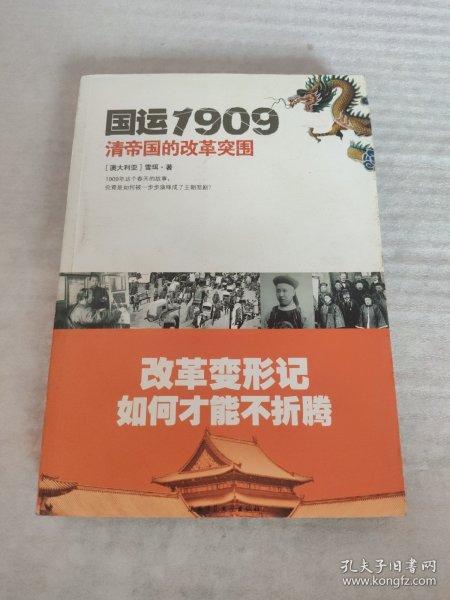 国运1909
清帝国的改革突围
[澳大利亚] 雪珥·著
1909年这个春天的故事，
究竟是如何被一步步演绎成了王朝悲剧？
改革变形记
如何才能不折腾
孔夫子旧书网
www.kongfz.com